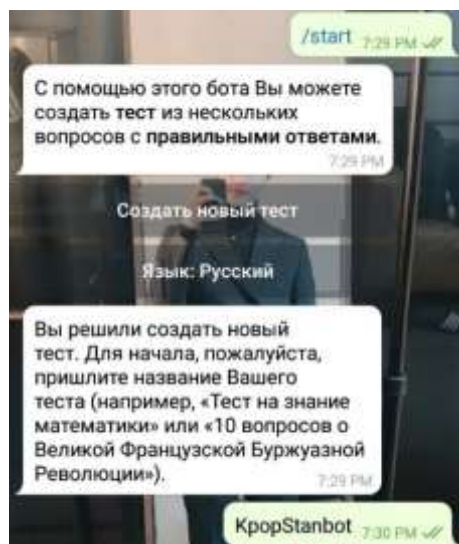 /start 7:29 PM
С помощью этого бота Вы можете
создать тест из нескольких
вопросов с правильными ответами.
7:29 PM
Создать новый тест
Язык: Русский
Вы решили создать новый
тест. Для начала, пожалуйста,
пришлите название Вашего
теста (например, «Тест на знание
математики» или «10 вопросов о
Великой Французской Буржуазной
Революции»). 7:29 PM
KpopStanbot 7:30 PM